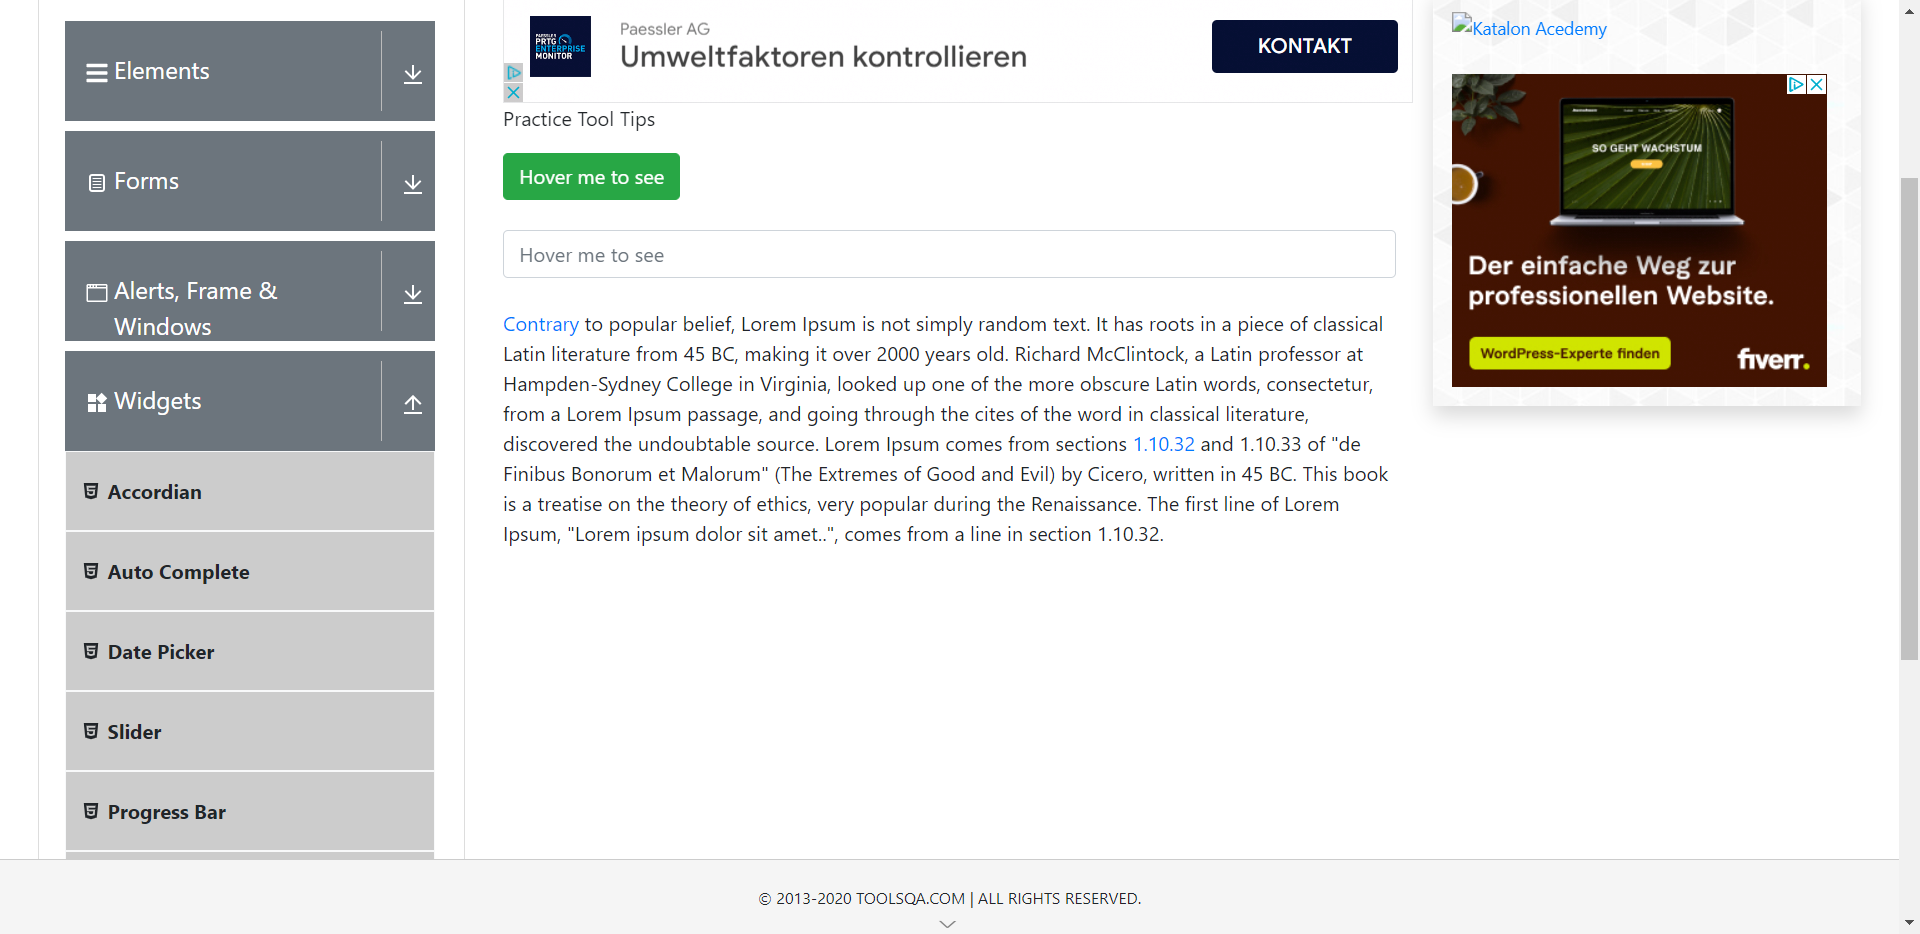 Elements
Forms
Alerts, Frame &
Windows
Widgets
Accordian
Auto Complete
Date Picker
Slider
Progress Bar
PAESSLER
PRTG
ENTERPRISE
MONITOR
Paessler AG
Umweltfaktoren kontrollieren
KONTAKT
Practice Tool Tips
Hover me to see
Hover me to see
Contrary to popular belief, Lorem Ipsum is not simply random text. It has roots in a piece of classical
Latin literature from 45 BC, making it over 2000 years old. Richard McClintock, a Latin professor at
Hampden-Sydney College in Virginia, looked up one of the more obscure Latin words, consectetur,
from a Lorem Ipsum passage, and going through the cites of the word in classical literature,
discovered the undoubtable source. Lorem Ipsum comes from sections 1.10.32 and 1.10.33 of "de
Finibus Bonorum et Malorum" (The Extremes of Good and Evil) by Cicero, written in 45 BC. This book
is a treatise on the theory of ethics, very popular during the Renaissance. The first line of Lorem
Ipsum, "Lorem ipsum dolor sit amet..", comes from a line in section 1.10.32.
Katalon Acedemy
SO GEHT WACHSTUM
Der einfache Weg zur
professionellen Website.
WordPress-Experte finden
fiverr.
© 2013-2020 TOOLSQA.COM | ALL RIGHTS RESERVED.